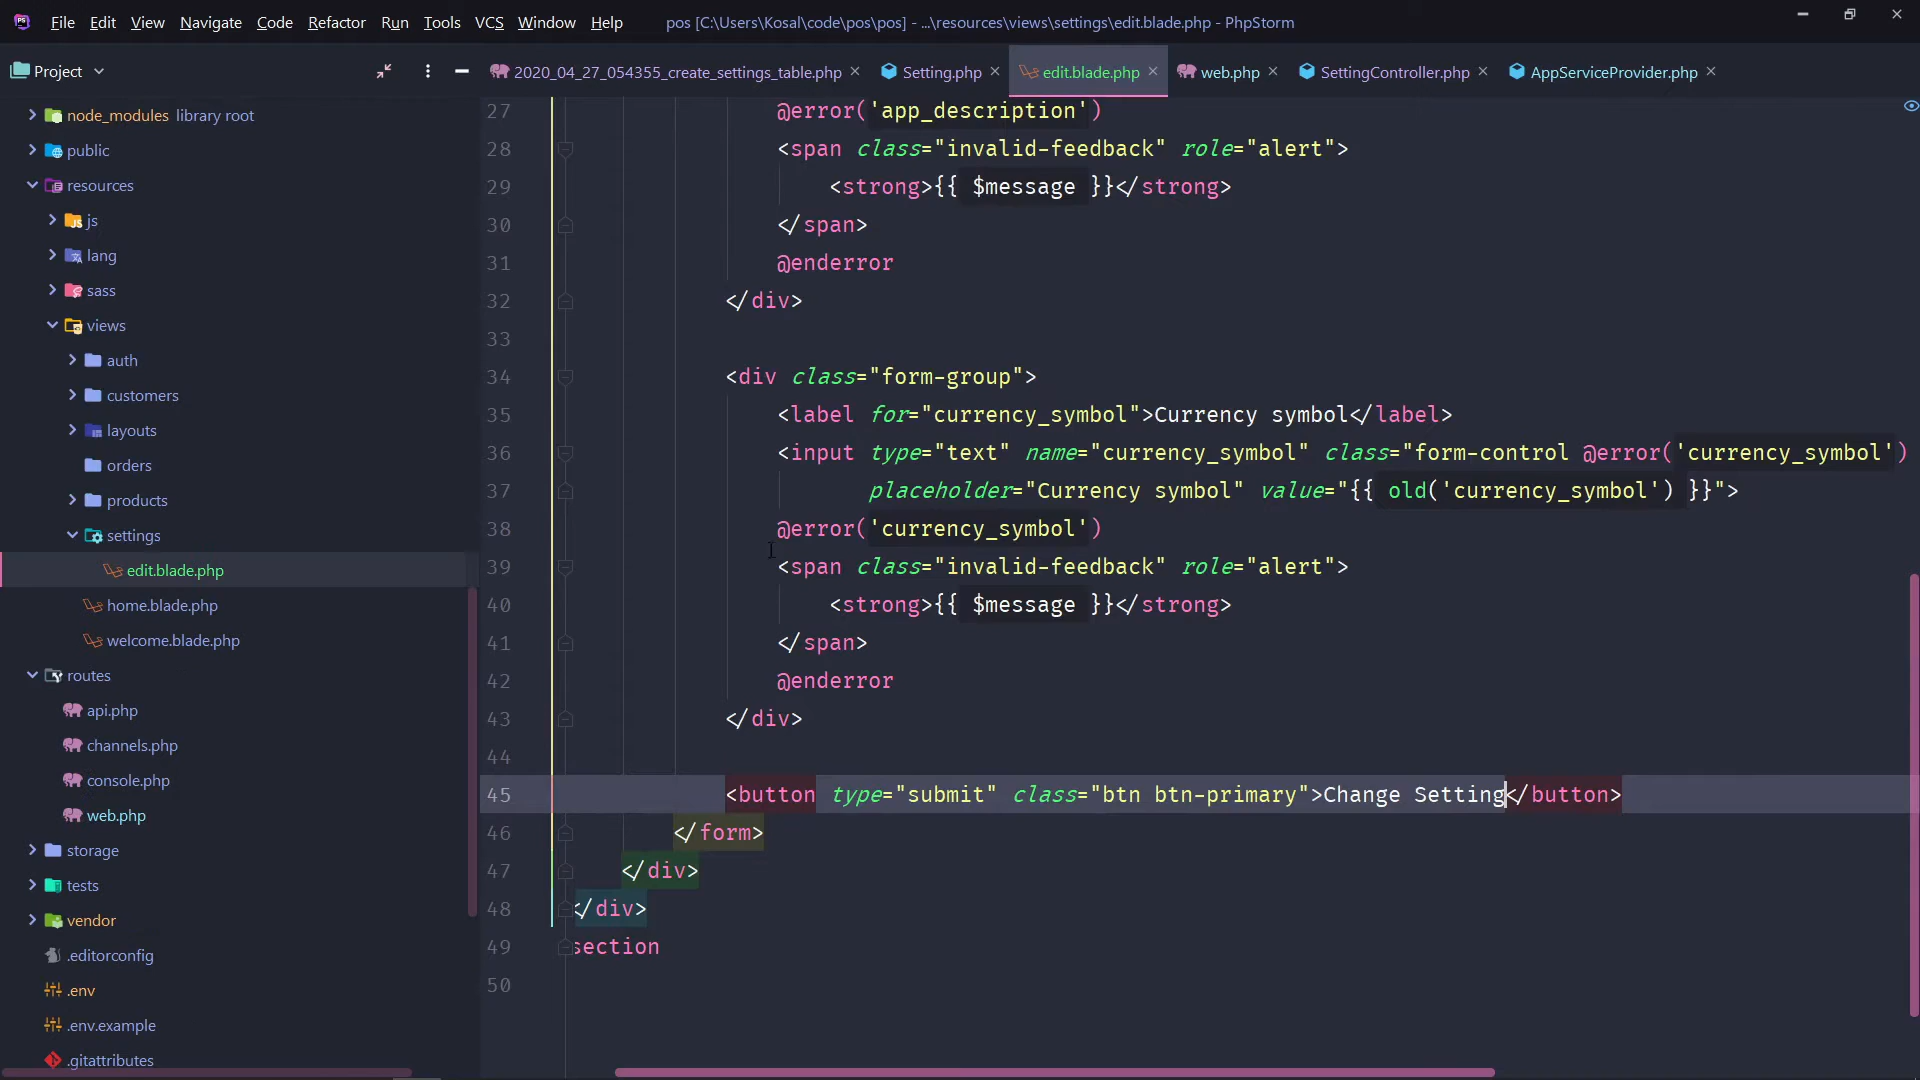 File Edit View Navigate Code Refactor Run Tools VCS Window Help pos [C:\Users\Kosal\code\pos\pos] - ...\resources\views\settings\edit.blade.php - PhpStorm
Project
2020_04_27_054355_create_settings_table.php Setting.php edit.blade.php web.php SettingController.php AppServiceProvider.php
node_modules library root
public
resources
js
lang
sass
views
auth
customers
layouts
orders
products
settings
edit.blade.php
home.blade.php
welcome.blade.php
routes
api.php
channels.php
console.php
web.php
storage
tests
vendor
.editorconfig
.env
.env.example
.gitattributes
27 @error('app_description')
28 <span class="invalid-feedback" role="alert">
29 <strong>{{ $message }}</strong>
30 </span>
31 @enderror
32 </div>
33
34 <div class="form-group">
35 <label for="currency_symbol">Currency symbol</label>
36 <input type="text" name="currency_symbol" class="form-control @error('currency_symbol')
37 placeholder="Currency symbol" value="{{ old('currency_symbol') }}">
38 @error('currency_symbol')
39 <span class="invalid-feedback" role="alert">
40 <strong>{{ $message }}</strong>
41 </span>
42 @enderror
43 </div>
44
45 <button type="submit" class="btn btn-primary">Change Setting</button>
46 </form>
47 </div>
48 </div>
49 section
50